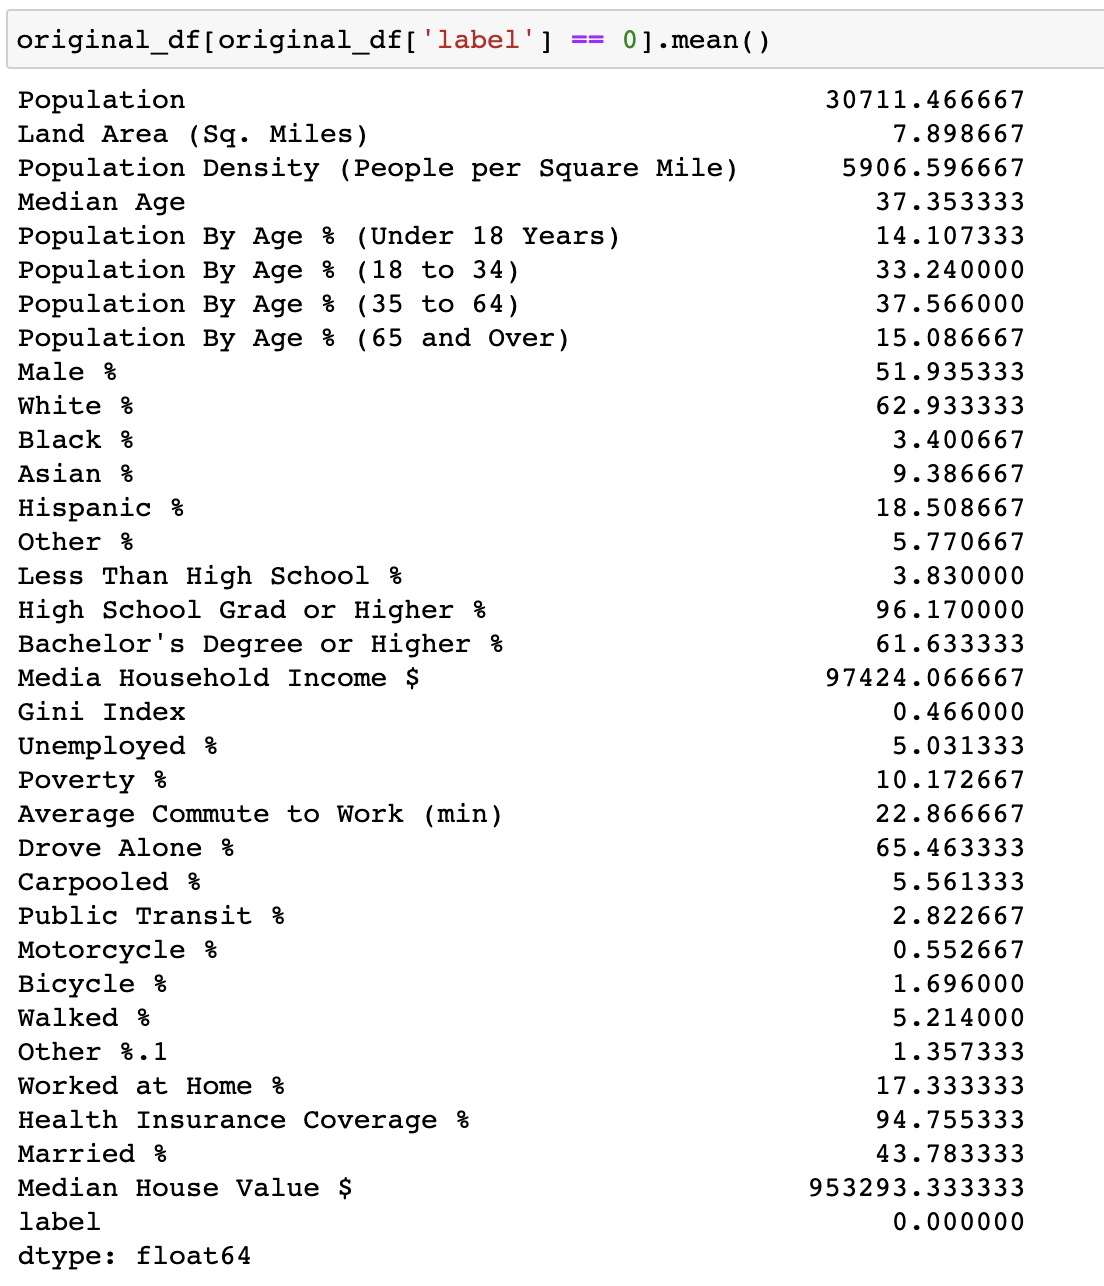 original_df[original_df['label'] == 0].mean()
Population 30711.466667
Land Area (Sq. Miles) 7.898667
Population Density (People per Square Mile) 5906.596667
Median Age 37.353333
Population By Age % (Under 18 Years) 14.107333
Population By Age % (18 to 34) 33.240000
Population By Age % (35 to 64) 37.566000
Population By Age % (65 and Over) 15.086667
Male % 51.935333
White % 62.933333
Black % 3.400667
Asian % 9.386667
Hispanic % 18.508667
Other % 5.770667
Less Than High School % 3.830000
High School Grad or Higher % 96.170000
Bachelor's Degree or Higher % 61.633333
Media Household Income $ 97424.066667
Gini Index 0.466000
Unemployed % 5.031333
Poverty % 10.172667
Average Commute to Work (min) 22.866667
Drove Alone % 65.463333
Carpooled % 5.561333
Public Transit % 2.822667
Motorcycle % 0.552667
Bicycle % 1.696000
Walked % 5.214000
Other %.1 1.357333
Worked at Home % 17.333333
Health Insurance Coverage % 94.755333
Married % 43.783333
Median House Value $ 953293.333333
label 0.000000
dtype: float64